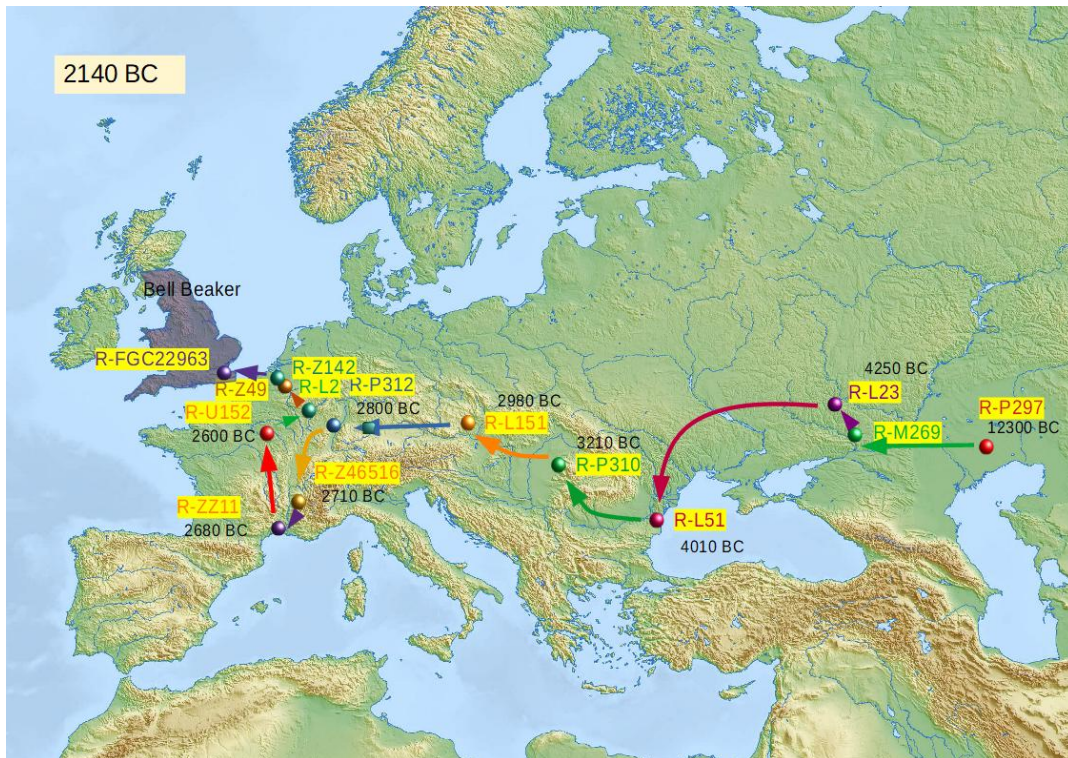 2140 BC
Bell Beaker
R-FGC22963
R-Z142
R-Z49
R-L2
R-P312
4250 BC
R-L23
R-P297
2980 BC
R-U152
2800 BC
R-L151
2600 BC
12300 BC
R-M269
3210 BC
R-P310
R-Z46516
2710 BC
R-ZZ11
2680 BC
R-L51
4010 BC